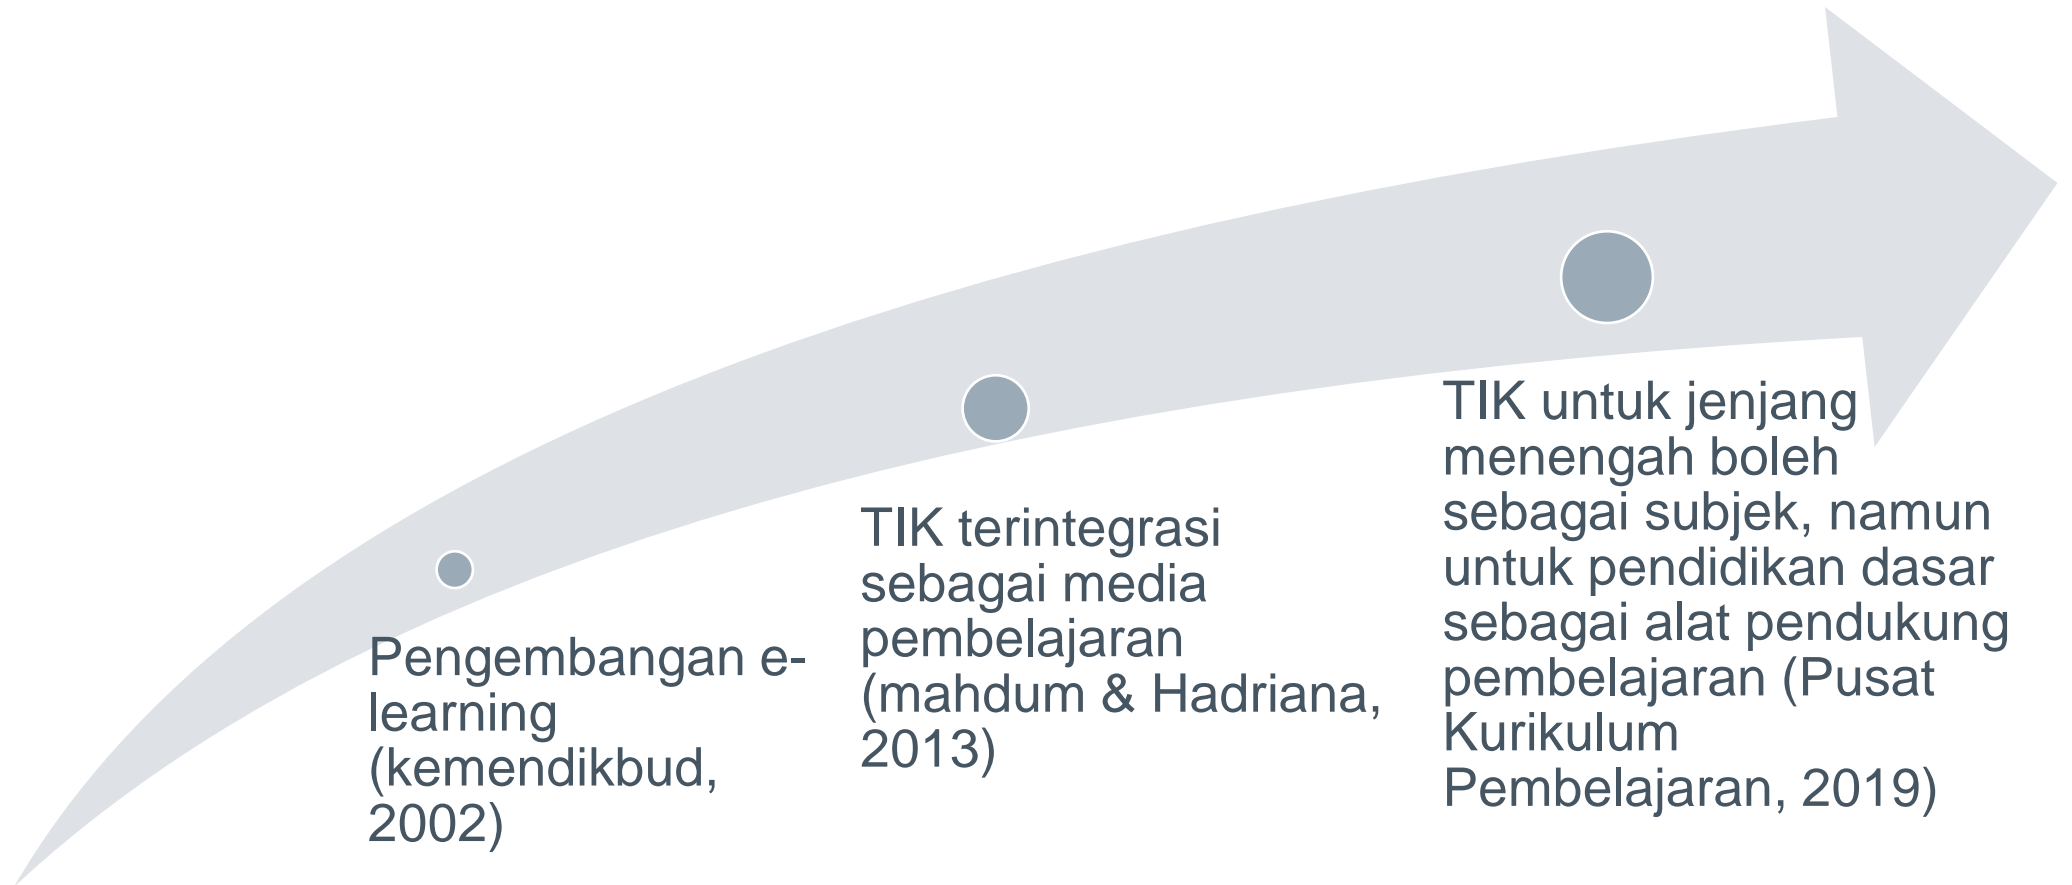 Pengembangan e-
learning
(kemendikbud,
2002)
TIK terintegrasi
sebagai media
pembelajaran
(mahdum & Hadriana,
2013)
TIK untuk jenjang
menengah boleh
sebagai subjek, namun
untuk pendidikan dasar
sebagai alat pendukung
pembelajaran (Pusat
Kurikulum
Pembelajaran, 2019)